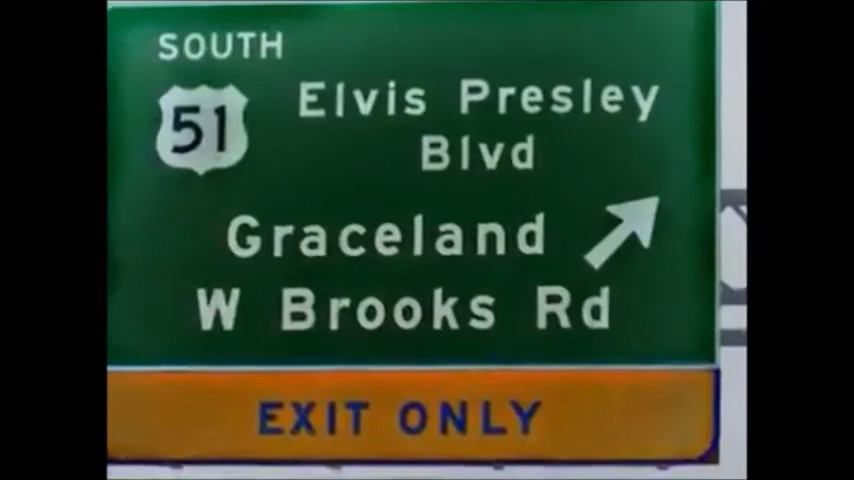 SOUTH
51
Elvis Presley
Blvd
Graceland
W Brooks Rd
EXIT ONLY